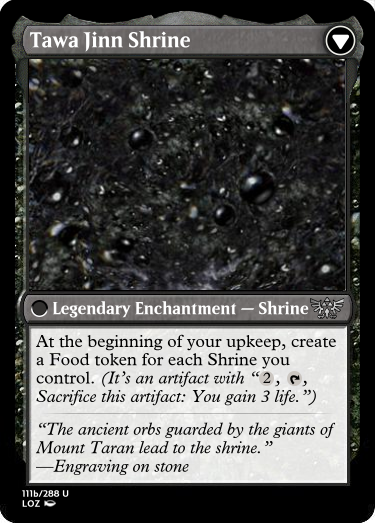 Tawa Jinn Shrine
Legendary Enchantment — Shrine
At the beginning of your upkeep, create
a Food token for each Shrine you
control. (It's an artifact with “2, ,
Sacrifice this artifact: You gain 3 life.”)
“The ancient orbs guarded by the giants of
Mount Taran lead to the shrine.”
—Engraving on stone
111b/288 U
LOZ